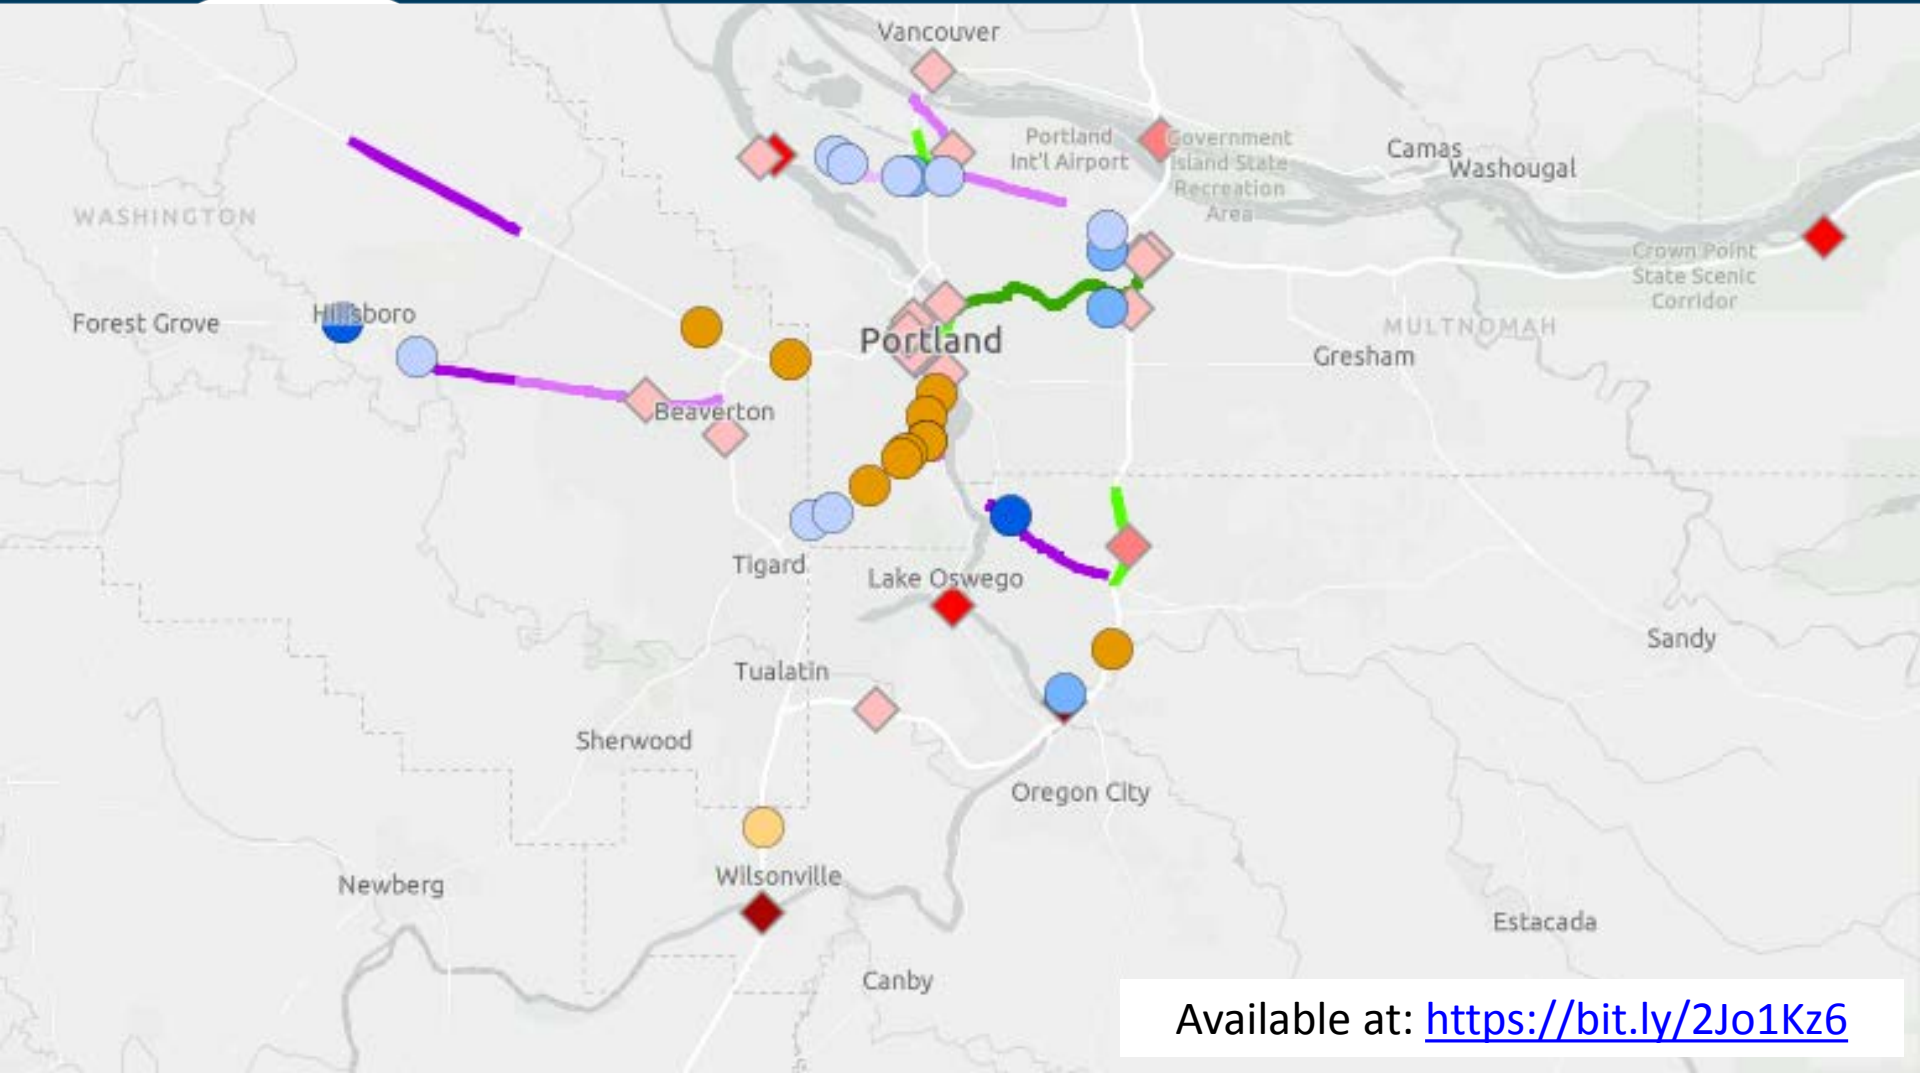 Vancouver
Portland
Int'l Airport
Government
Island State
Recreation
Area
Camas
Washougal
WASHINGTON
Crown Point
State Scenic
Corridor
Forest Grove
Hillsboro
Portland
MULTNOMAH
Gresham
Beaverton
Tigard
Lake Oswego
Sandy
Tualatin
Sherwood
Oregon City
Wilsonville
Newberg
Estacada
Canby
Available at: https://bit.ly/2Jo1Kz6